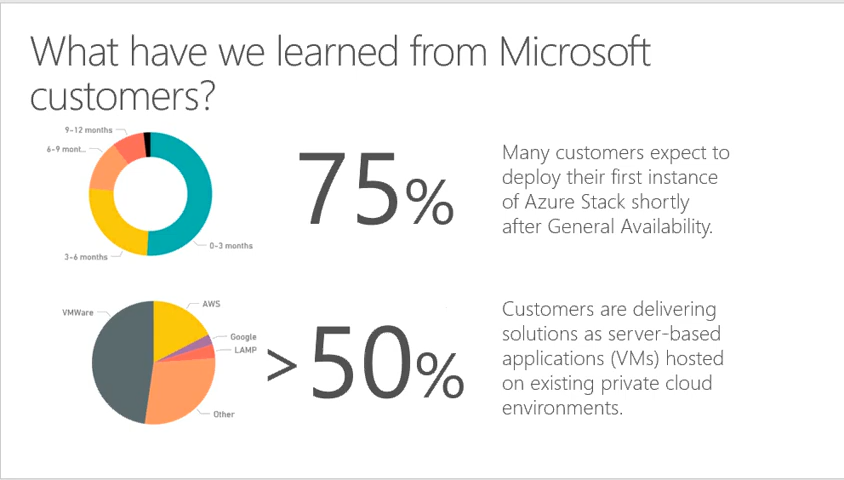 What have we learned from Microsoft
customers?
9-12 months
6-9 mont..
3-6 months
0-3 months
75%
Many customers expect to
deploy their first instance
of Azure Stack shortly
after General Availability.
VMWare
AWS
Google
LAMP
Other
>50%
Customers are delivering
solutions as server-based
applications (VMs) hosted
on existing private cloud
environments.